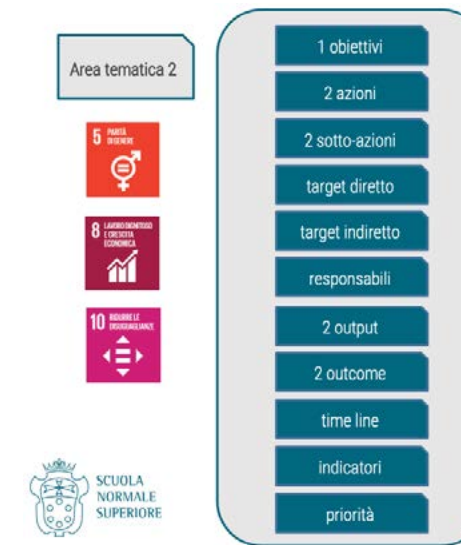 Area tematica 2
5 PARITÀ
DI GENERE
8 LAVORO DIGNITOSO
E CRESCITA
ECONOMICA
10 RIDURRE LE
DISUGUAGLIANZE
SCUOLA
NORMALE
SUPERIORE
1 obiettivi
2 azioni
2 sotto-azioni
target diretto
target indiretto
responsabili
2 output
2 outcome
time line
indicatori
priorità